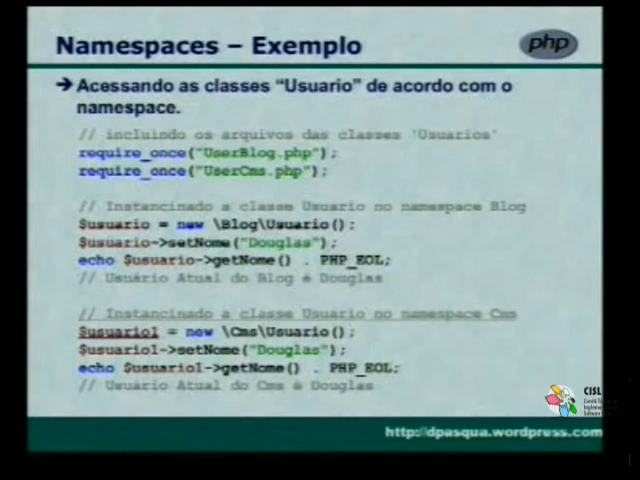 Namespaces – Exemplo
php
➔ Acessando as classes “Usuario” de acordo com o
namespace.
// incluindo os arquivos das classes 'Usuarios'
require_once("UserBlog.php");
require_once("UserCms.php");
// Instancinado a classe Usuario no namespace Blog
$usuario = new \Blog\Usuario();
$usuario->setNome("Douglas");
echo $usuario->getNome() . PHP_EOL;
// Usuário Atual do Blog é Douglas
// Instancinado a classe Usuario no namespace Cms
$usuario1 = new \Cms\Usuario();
$usuario1->setNome("Douglas");
echo $usuario1->getNome() . PHP_EOL;
// Usuário Atual do Cms é Douglas
CISL
http://dpasqua.wordpress.com